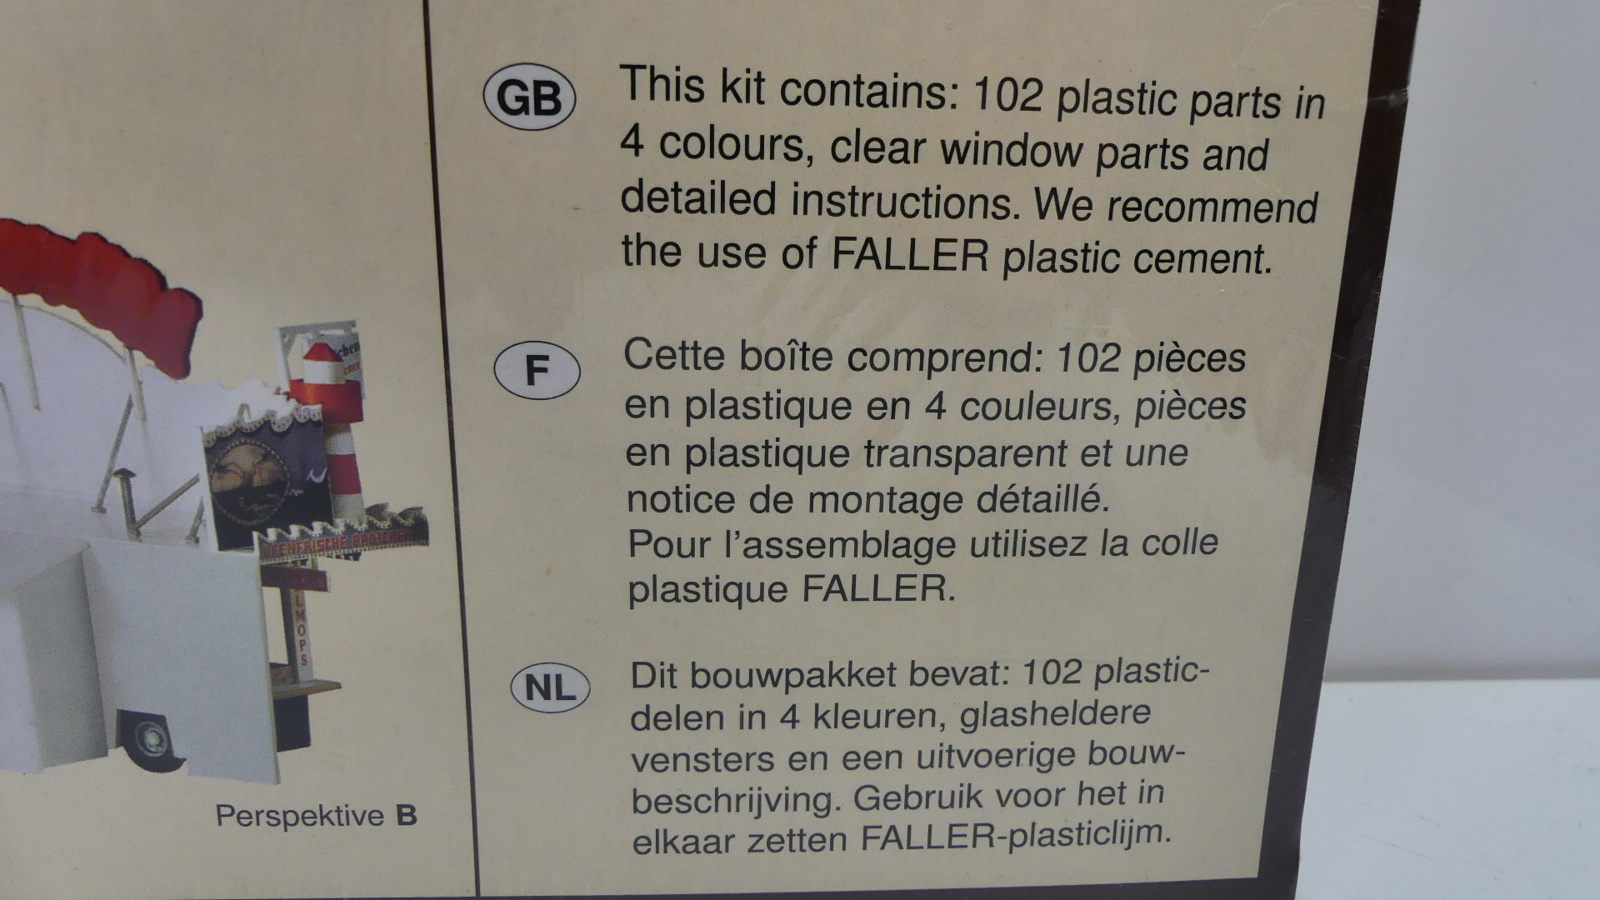 GB
This kit contains: 102 plastic parts in
4 colours, clear window parts and
detailed instructions. We recommend
the use of FALLER plastic cement.
F
Cette boîte comprend: 102 pièces
en plastique en 4 couleurs, pièces
en plastique transparent et une
notice de montage détaillé.
Pour l'assemblage utilisez la colle
plastique FALLER.
NL
Dit bouwpakket bevat: 102 plastic-
delen in 4 kleuren, glasheldere
vensters en een uitvoerige bouw-
beschrijving. Gebruik voor het in
elkaar zetten FALLER-plasticlijm.
OFENFRISCHE BRÖTCHEN
LMOPS
Perspektive B